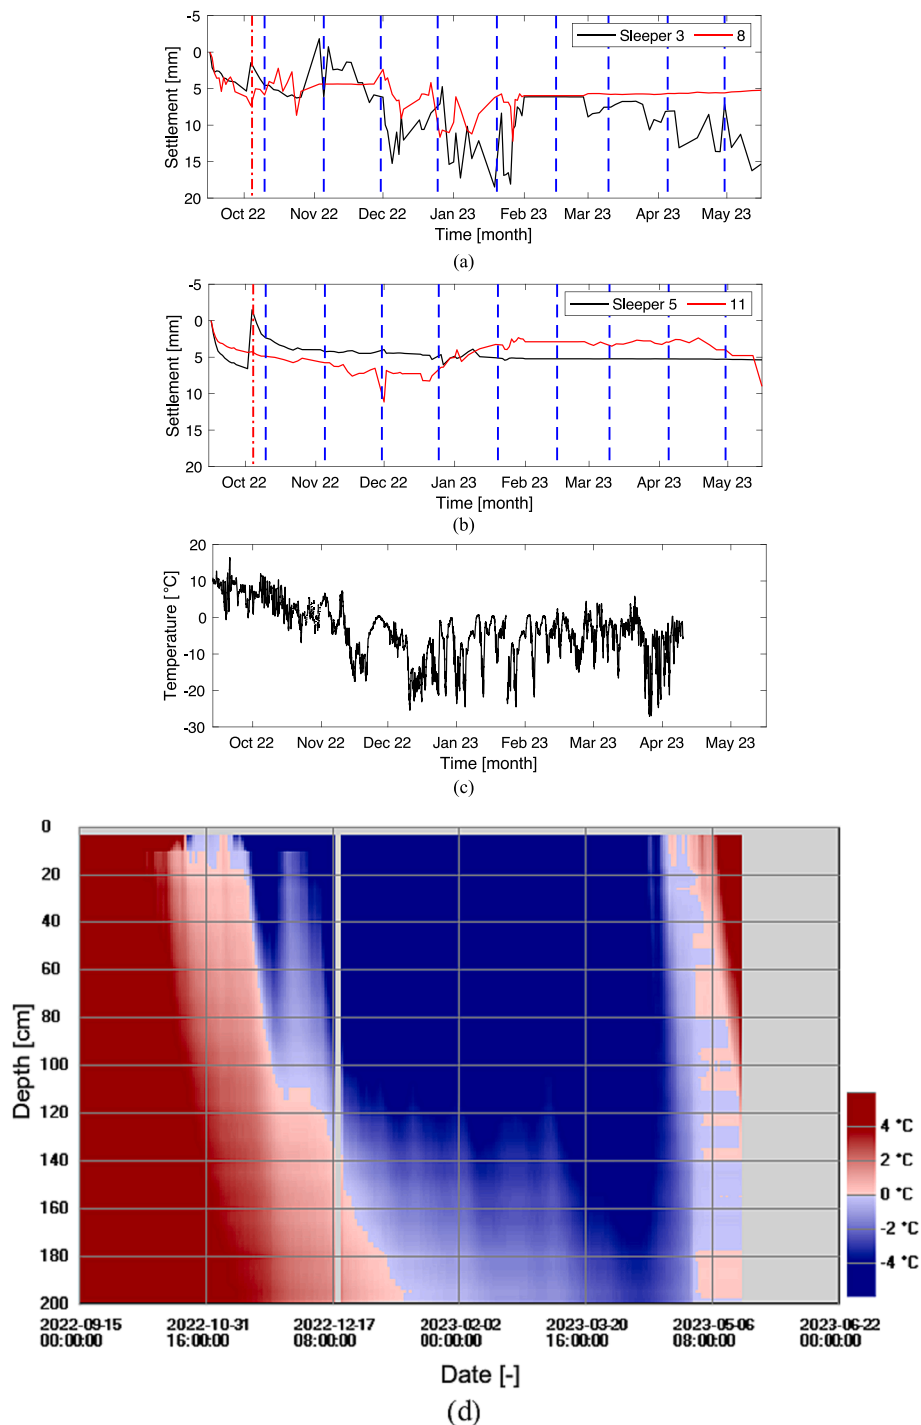 -5
0
5
10
15
20
Settlement [mm]
Sleeper 3
8
Oct 22
Nov 22
Dec 22
Jan 23
Feb 23
Mar 23
Apr 23
May 23
Time [month]
(a)
-5
0
5
10
15
20
Settlement [mm]
Sleeper 5
11
Oct 22
Nov 22
Dec 22
Jan 23
Feb 23
Mar 23
Apr 23
May 23
Time [month]
(b)
20
10
0
-10
-20
-30
Temperature [°C]
Oct 22
Nov 22
Dec 22
Jan 23
Feb 23
Mar 23
Apr 23
May 23
Time [month]
(c)
0
20
40
60
80
100
120
140
160
180
200
Depth [cm]
4 °C
2 °C
0 °C
-2 °C
-4 °C
2022-09-15
00:00:00
2022-10-31
16:00:00
2022-12-17
08:00:00
2023-02-02
00:00:00
2023-03-20
16:00:00
2023-05-06
08:00:00
2023-06-22
00:00:00
Date [-]
(d)